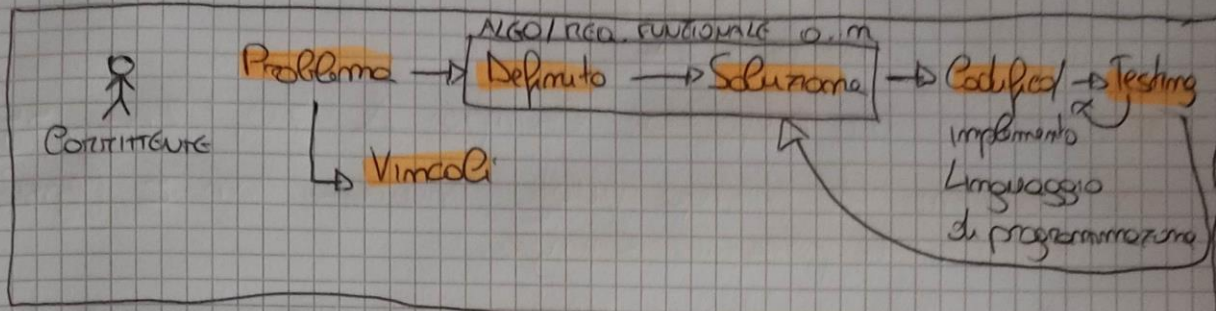 ALGO / REQ. FUNZIONALE
Problema → Definito → Soluzione → Codifica → Testing
COMMITTENTE
Vincoli
implemento
Linguaggio
di programmazione